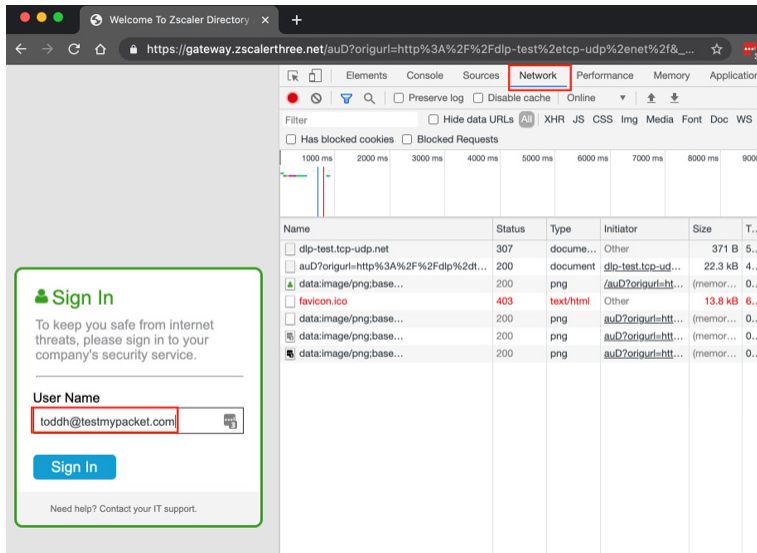 Welcome To Zscaler Directory
https://gateway.zscalerthree.net/auD?origurl=http%3A%2F%2Fdlp-test%2etcp-udp%2enet%2f&_...
Elements Console Sources Network Performance Memory Application
Preserve log Disable cache Online
Filter Hide data URLs All XHR JS CSS Img Media Font Doc WS
Has blocked cookies Blocked Requests
1000 ms 2000 ms 3000 ms 4000 ms 5000 ms 6000 ms 7000 ms 8000 ms 900
Name Status Type Initiator Size T...
dlp-test.tcp-udp.net 307 docume... Other 371 B 5...
auD?origurl=http%3A%2F%2Fdlp%2dt... 200 document dlp-test.tcp-ud... 22.3 kB 4...
data:image/png;base... 200 png /auD?origurl=ht... (memor... 0...
favicon.ico 403 text/html Other 13.8 kB 6...
data:image/png;base... 200 png auD?origurl=htt... (memor... 0...
data:image/png;base... 200 png auD?origurl=htt... (memor... 0...
data:image/png;base... 200 png auD?origurl=htt... (memor... 0...
Sign In
To keep you safe from internet
threats, please sign in to your
company's security service.
User Name
toddh@testmypacket.com
Sign In
Need help? Contact your IT support.